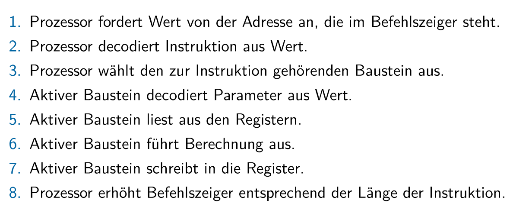 1. Prozessor fordert Wert von der Adresse an, die im Befehlszeiger steht.
2. Prozessor decodiert Instruktion aus Wert.
3. Prozessor wählt den zur Instruktion gehörenden Baustein aus.
4. Aktiver Baustein decodiert Parameter aus Wert.
5. Aktiver Baustein liest aus den Registern.
6. Aktiver Baustein führt Berechnung aus.
7. Aktiver Baustein schreibt in die Register.
8. Prozessor erhöht Befehlszeiger entsprechend der Länge der Instruktion.